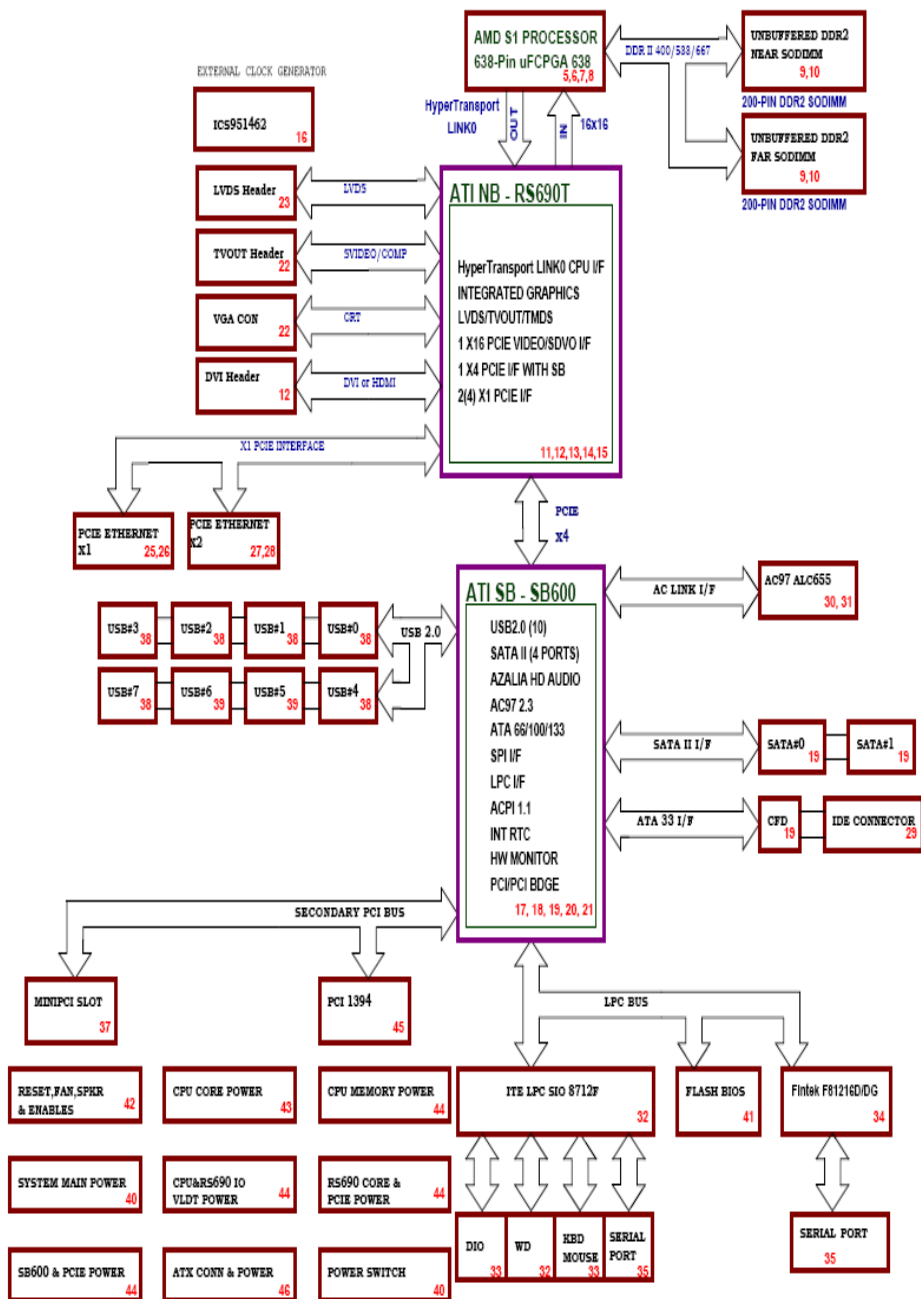 AMD S1 PROCESSOR
638-Pin uFCPGA 638
5,6,7,8
DDR II 400/533/667
UNBUFFERED DDR2
NEAR SODIMM
9,10
200-PIN DDR2 SODIMM
UNBUFFERED DDR2
FAR SODIMM
9,10
200-PIN DDR2 SODIMM
EXTERNAL CLOCK GENERATOR
ICS951462
16
HyperTransport
LINK0
OUT
IN
16x16
LVDS Header
23
LVDS
TVOUT Header
22
SVIDEO/COMP
VGA CON
22
CRT
DVI Header
12
DVI or HDMI
X1 PCIE INTERFACE
ATI NB - RS690T
HyperTransport LINK0 CPU I/F
INTEGRATED GRAPHICS
LVDS/TVOUT/TMDS
1 X16 PCIE VIDEO/SDVO I/F
1 X4 PCIE I/F WITH SB
2(4) X1 PCIE I/F
11,12,13,14,15
PCIE ETHERNET
X1
25,26
PCIE ETHERNET
X2
27,28
PCIE
x4
ATI SB - SB600
USB2.0 (10)
SATA II (4 PORTS)
AZALIA HD AUDIO
AC97 2.3
ATA 66/100/133
SPI I/F
LPC I/F
ACPI 1.1
INT RTC
HW MONITOR
PCI/PCI BDGE
17, 18, 19, 20, 21
AC LINK I/F
AC97 ALC655
30, 31
USB#3
38
USB#2
38
USB#1
38
USB#0
38
USB 2.0
USB#7
38
USB#6
39
USB#5
39
USB#4
38
SATA II I/F
SATA#0
19
SATA#1
19
ATA 33 I/F
CFD
19
IDE CONNECTOR
29
SECONDARY PCI BUS
MINIPCI SLOT
37
PCI 1394
45
LPC BUS
RESET,FAN,SPKR
& ENABLES
42
CPU CORE POWER
43
CPU MEMORY POWER
44
ITE LPC SIO 8712F
32
FLASH BIOS
41
Fintek F81216D/DG
34
SYSTEM MAIN POWER
40
CPU&RS690 IO
VLDT POWER
44
RS690 CORE &
PCIE POWER
44
DIO
33
WD
32
KBD
MOUSE
33
SERIAL
PORT
35
SERIAL PORT
35
SB600 & PCIE POWER
44
ATX CONN & POWER
46
POWER SWITCH
40